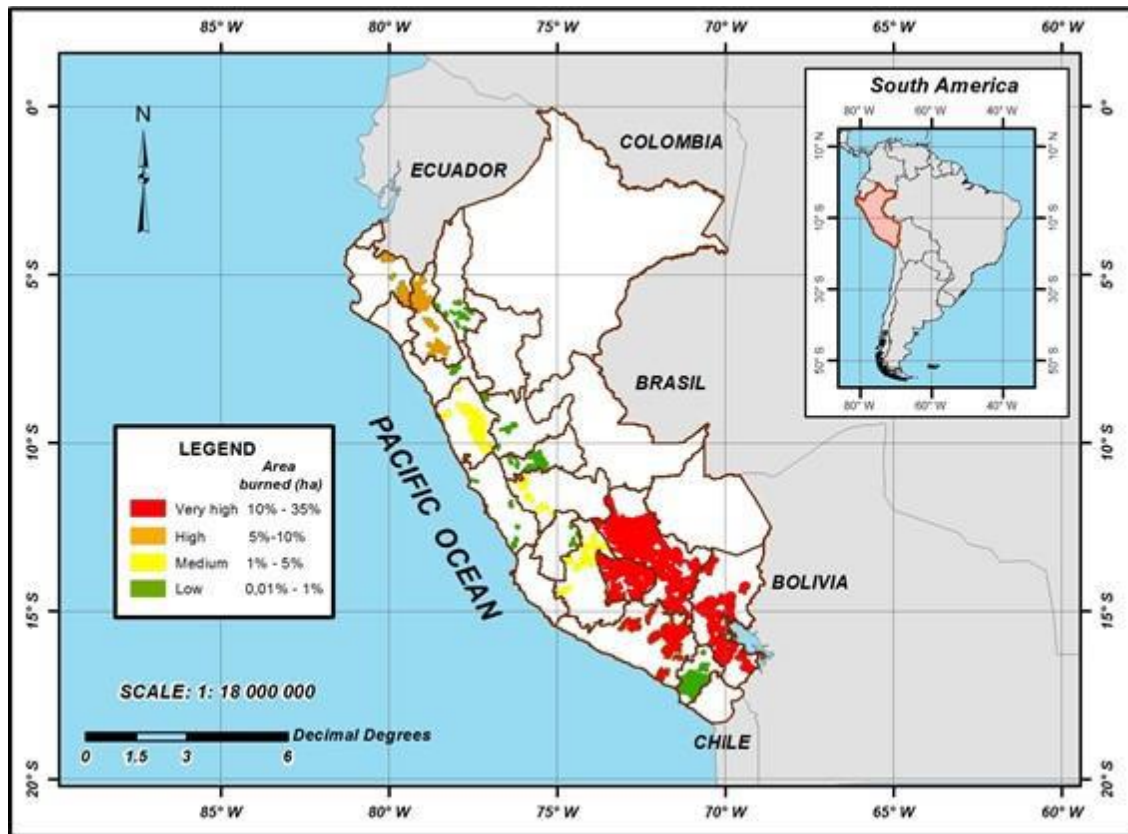 85° W 80° W 75° W 70° W 65° W 60° W
South America
80° W 60° W 40° W
10° N 10° N
10° S 10° S
30° S 30° S
50° S 50° S
80° W 60° W 40° W
N
0° 0°
COLOMBIA
ECUADOR
5° S 5° S
BRASIL
PACIFIC OCEAN
10° S 10° S
LEGEND
Area
burned (ha)
Very high 10% - 35%
High 5%-10%
Medium 1% - 5%
Low 0,01% - 1%
BOLIVIA
15° S 15° S
SCALE: 1: 18 000 000
Decimal Degrees
0 1.5 3 6
CHILE
20° S 20° S
85° W 80° W 75° W 70° W 65° W 60° W